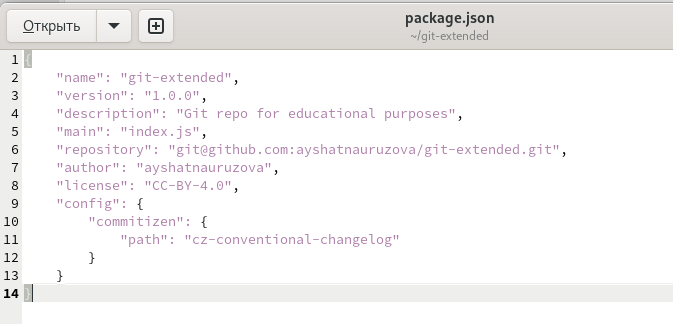 Открыть
package.json
~/git-extended
1 {
2     "name": "git-extended",
3     "version": "1.0.0",
4     "description": "Git repo for educational purposes",
5     "main": "index.js",
6     "repository": "git@github.com:ayshatnauruzova/git-extended.git",
7     "author": "ayshatnauruzova",
8     "license": "CC-BY-4.0",
9     "config": {
10         "commitizen": {
11             "path": "cz-conventional-changelog"
12         }
13     }
14 }